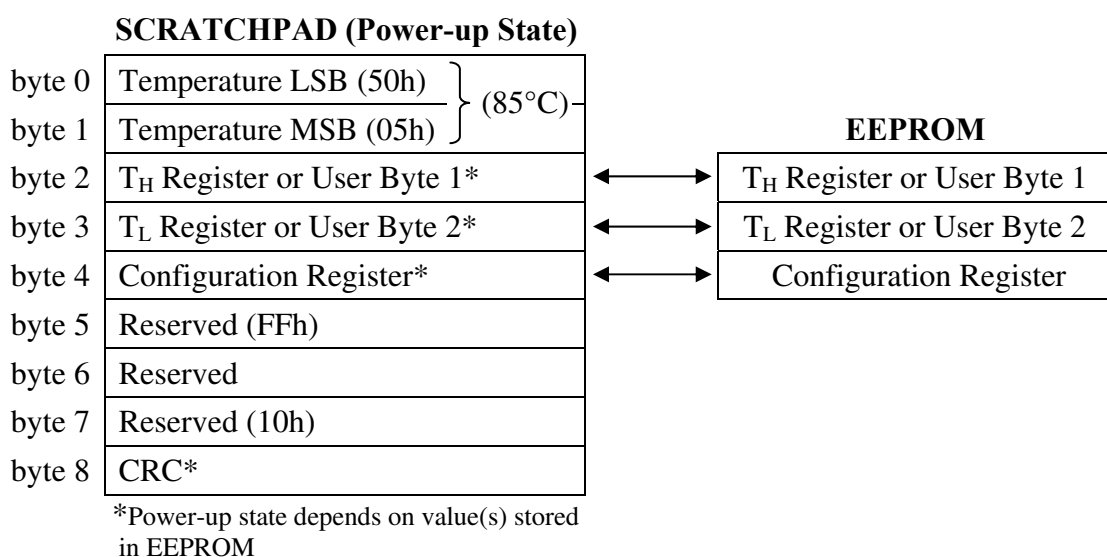 SCRATCHPAD (Power-up State)
byte 0 Temperature LSB (50h)
(85°C)
byte 1 Temperature MSB (05h)
EEPROM
byte 2 TH Register or User Byte 1* TH Register or User Byte 1
byte 3 TL Register or User Byte 2* TL Register or User Byte 2
byte 4 Configuration Register* Configuration Register
byte 5 Reserved (FFh)
byte 6 Reserved
byte 7 Reserved (10h)
byte 8 CRC*
*Power-up state depends on value(s) stored
in EEPROM